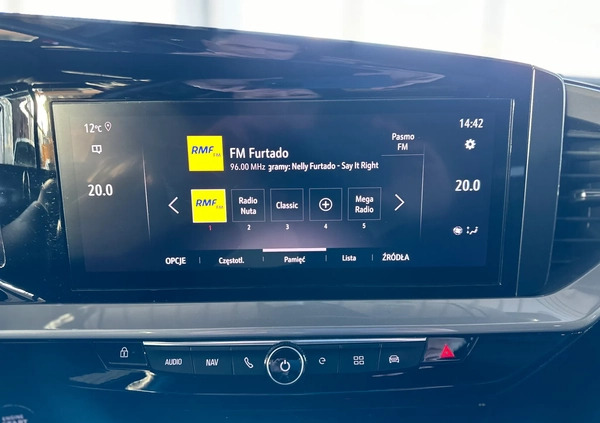 12°C
14:42
RMF FM
FM Furtado
96.00 MHz gramy: Nelly Furtado - Say It Right
Pasmo
FM
20.0
20.0
RMF FM
Radio
Nuta
Classic
Mega
Radio
1
2
3
4
5
OPCJE
Częstotl.
Pamięć
Lista
ŹRÓDŁA
AUDIO
NAV
ENGINE